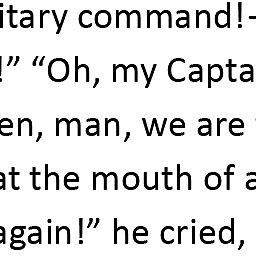 itary command!-
!” “Oh, my Capta
en, man, we are
at the mouth of a
again!” he cried,